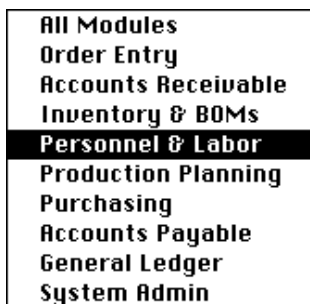 All Modules
Order Entry
Accounts Receivable
Inventory & BOMs
Personnel & Labor
Production Planning
Purchasing
Accounts Payable
General Ledger
System Admin